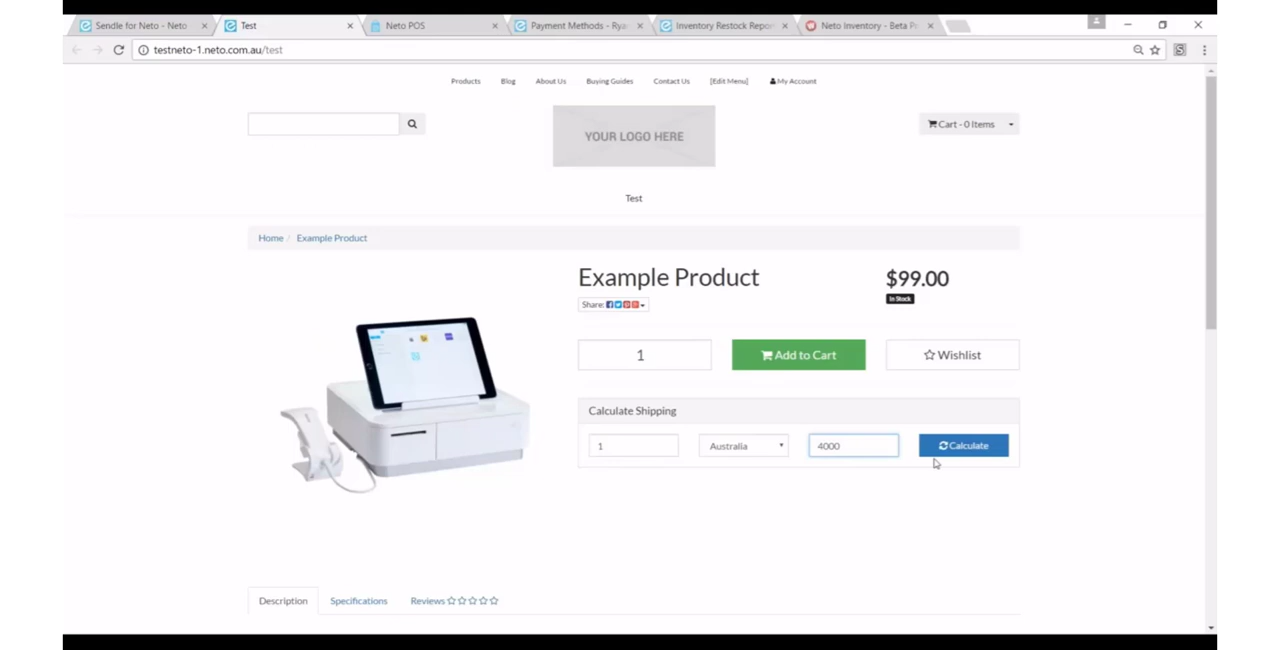 Sendle for Neto - Neto
Test
Neto POS
Payment Methods - Rya
Inventory Restock Repor
Neto Inventory - Beta P
testneto-1.neto.com.au/test
Products Blog About Us Buying Guides Contact Us [Edit Menu] My Account
YOUR LOGO HERE
Cart - 0 Items
Test
Home / Example Product
Example Product
$99.00
Share:
In Stock
1
Add to Cart
Wishlist
Calculate Shipping
1
Australia
4000
Calculate
Description
Specifications
Reviews